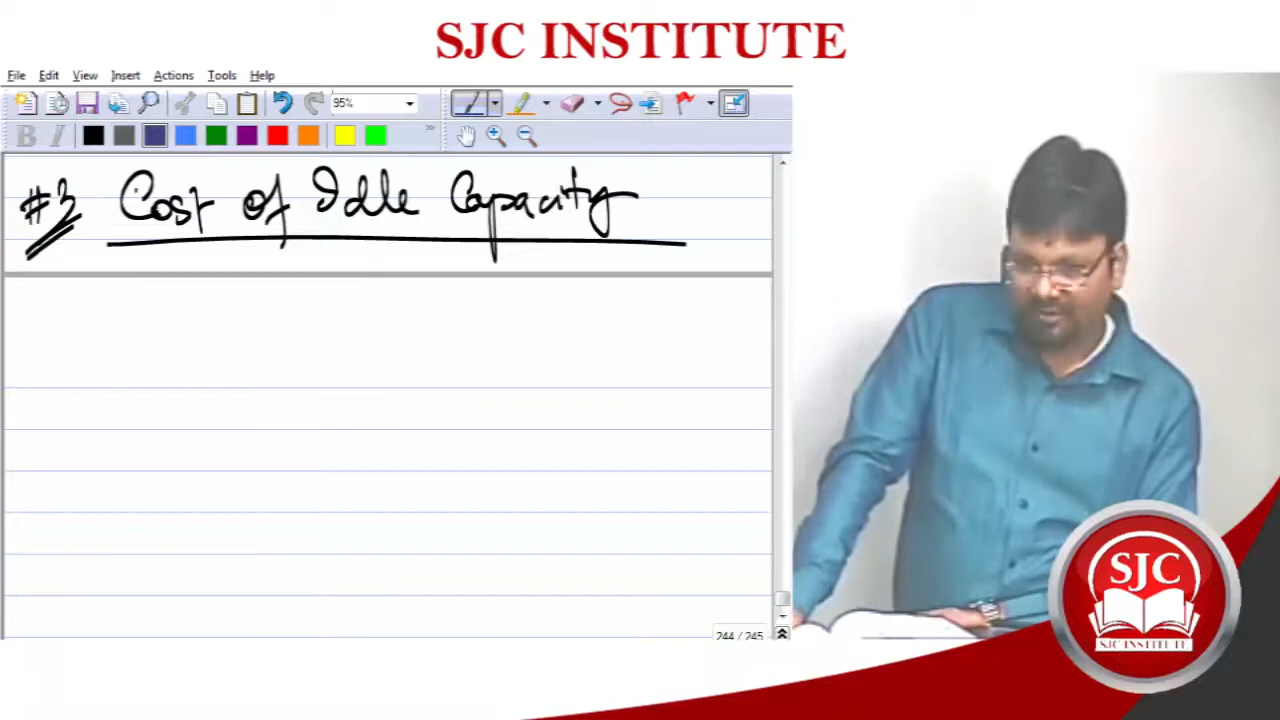 SJC INSTITUTE
File Edit View Insert Actions Tools Help
95%
B I
#3 Cost of Idle Capacity
244 / 245
SJC
SJC INSTITUTE